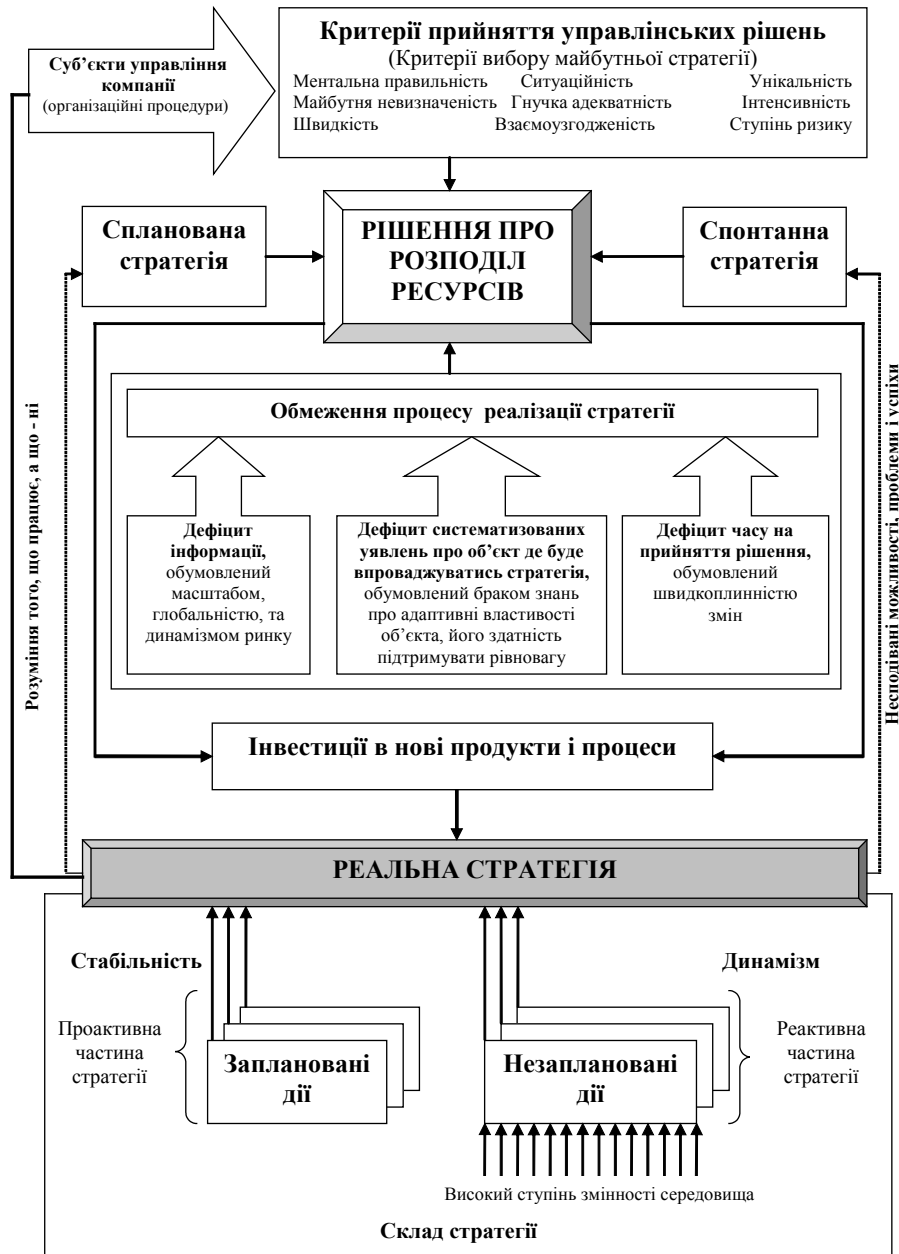 Критерії прийняття управлінських рішень
(Критерії вибору майбутньої стратегії)
Ментальна правильність Ситуаційність Унікальність
Майбутня невизначеність Гнучка адекватність Інтенсивність
Швидкість Взаємоузгодженість Ступінь ризику
Суб’єкти управління
компанії
(організаційні процедури)
Спланована
стратегія
РІШЕННЯ ПРО
РОЗПОДІЛ
РЕСУРСІВ
Спонтанна
стратегія
Розуміння того, що працює, а що - ні
Несподівані можливості, проблеми і успіхи
Обмеження процесу реалізації стратегії
Дефіцит
інформації,
обумовлений
масштабом,
глобальністю, та
динамізмом ринку
Дефіцит систематизованих
уявлень про об’єкт де буде
впроваджуватись стратегія,
обумовлений браком знань
про адаптивні властивості
об’єкта, його здатність
підтримувати рівновагу
Дефіцит часу на
прийняття рішення,
обумовлений
швидкоплинністю
змін
Інвестиції в нові продукти і процеси
РЕАЛЬНА СТРАТЕГІЯ
Стабільність
Динамізм
Проактивна
частина
стратегії
Заплановані
дії
Незаплановані
дії
Реактивна
частина
стратегії
Високий ступінь змінності середовища
Склад стратегії